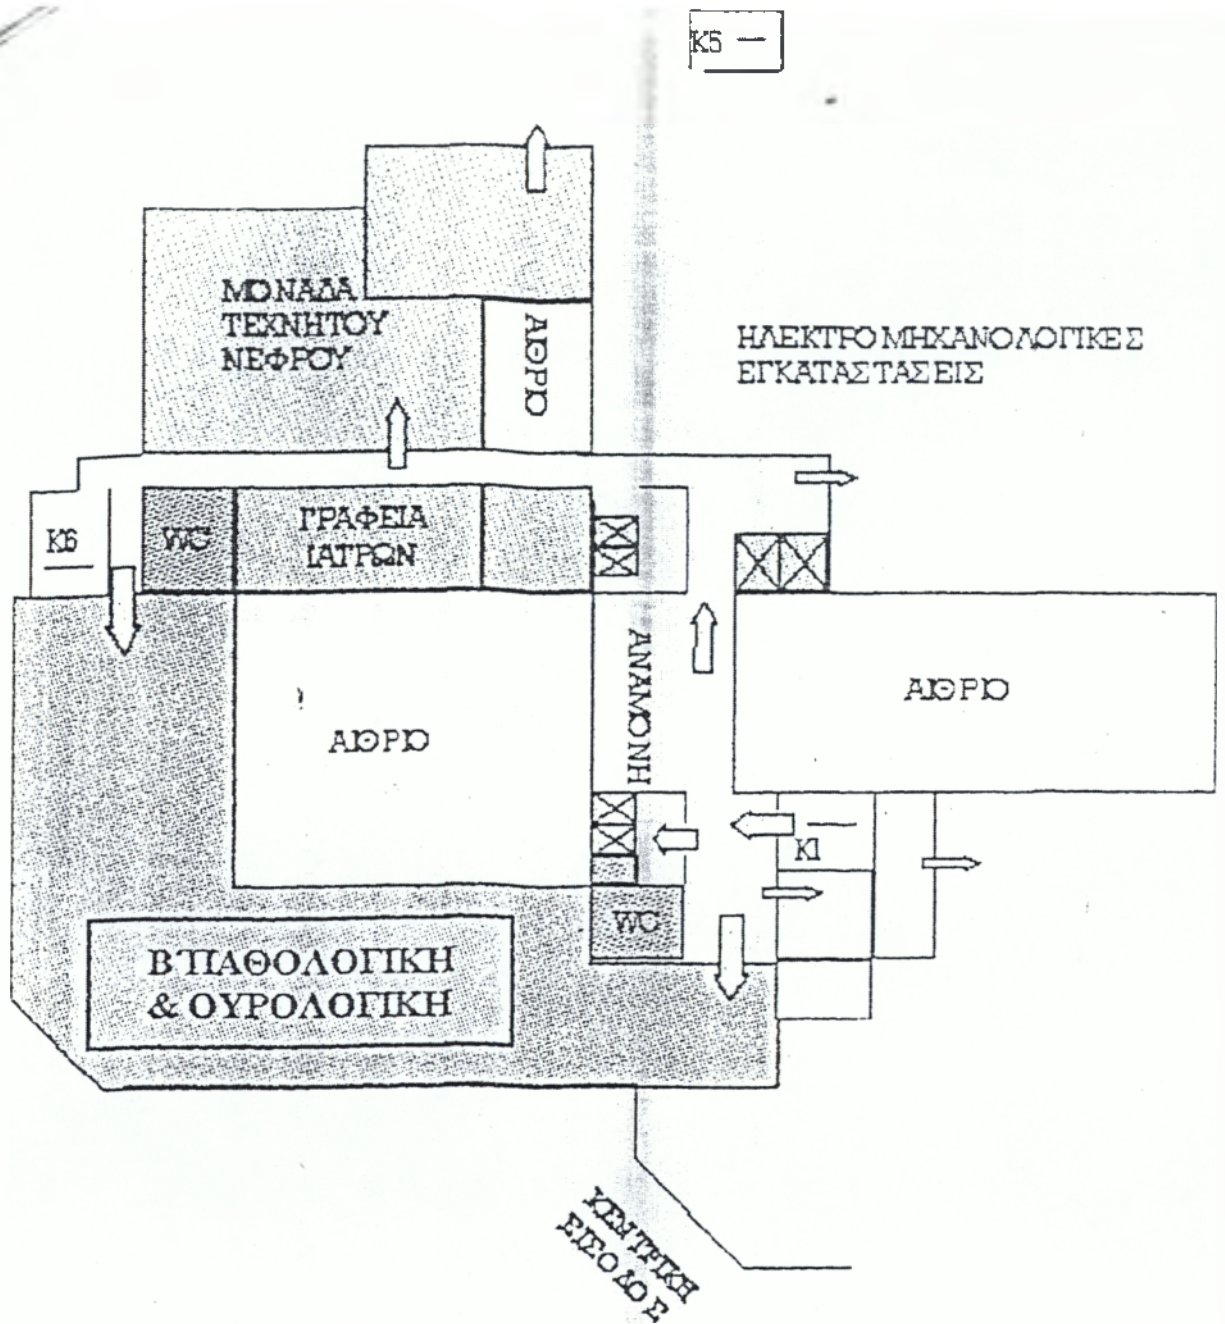 Κ5
ΜΟΝΑΔΑ
ΤΕΧΝΗΤΟΥ
ΝΕΦΡΟΥ
ΑΙΘΡΙΟ
ΗΛΕΚΤΡΟΜΗΧΑΝΟΛΟΓΙΚΕΣ
ΕΓΚΑΤΑΣΤΑΣΕΙΣ
Κ6
WC
ΓΡΑΦΕΙΑ
ΙΑΤΡΩΝ
ΑΝΑΜΟΝΗ
ΑΙΘΡΙΟ
ΑΙΘΡΙΟ
Κ1
WC
Β΄ΠΑΘΟΛΟΓΙΚΗ
& ΟΥΡΟΛΟΓΙΚΗ
ΚΕΝΤΡΙΚΗ
ΕΙΣΟΔΟΣ